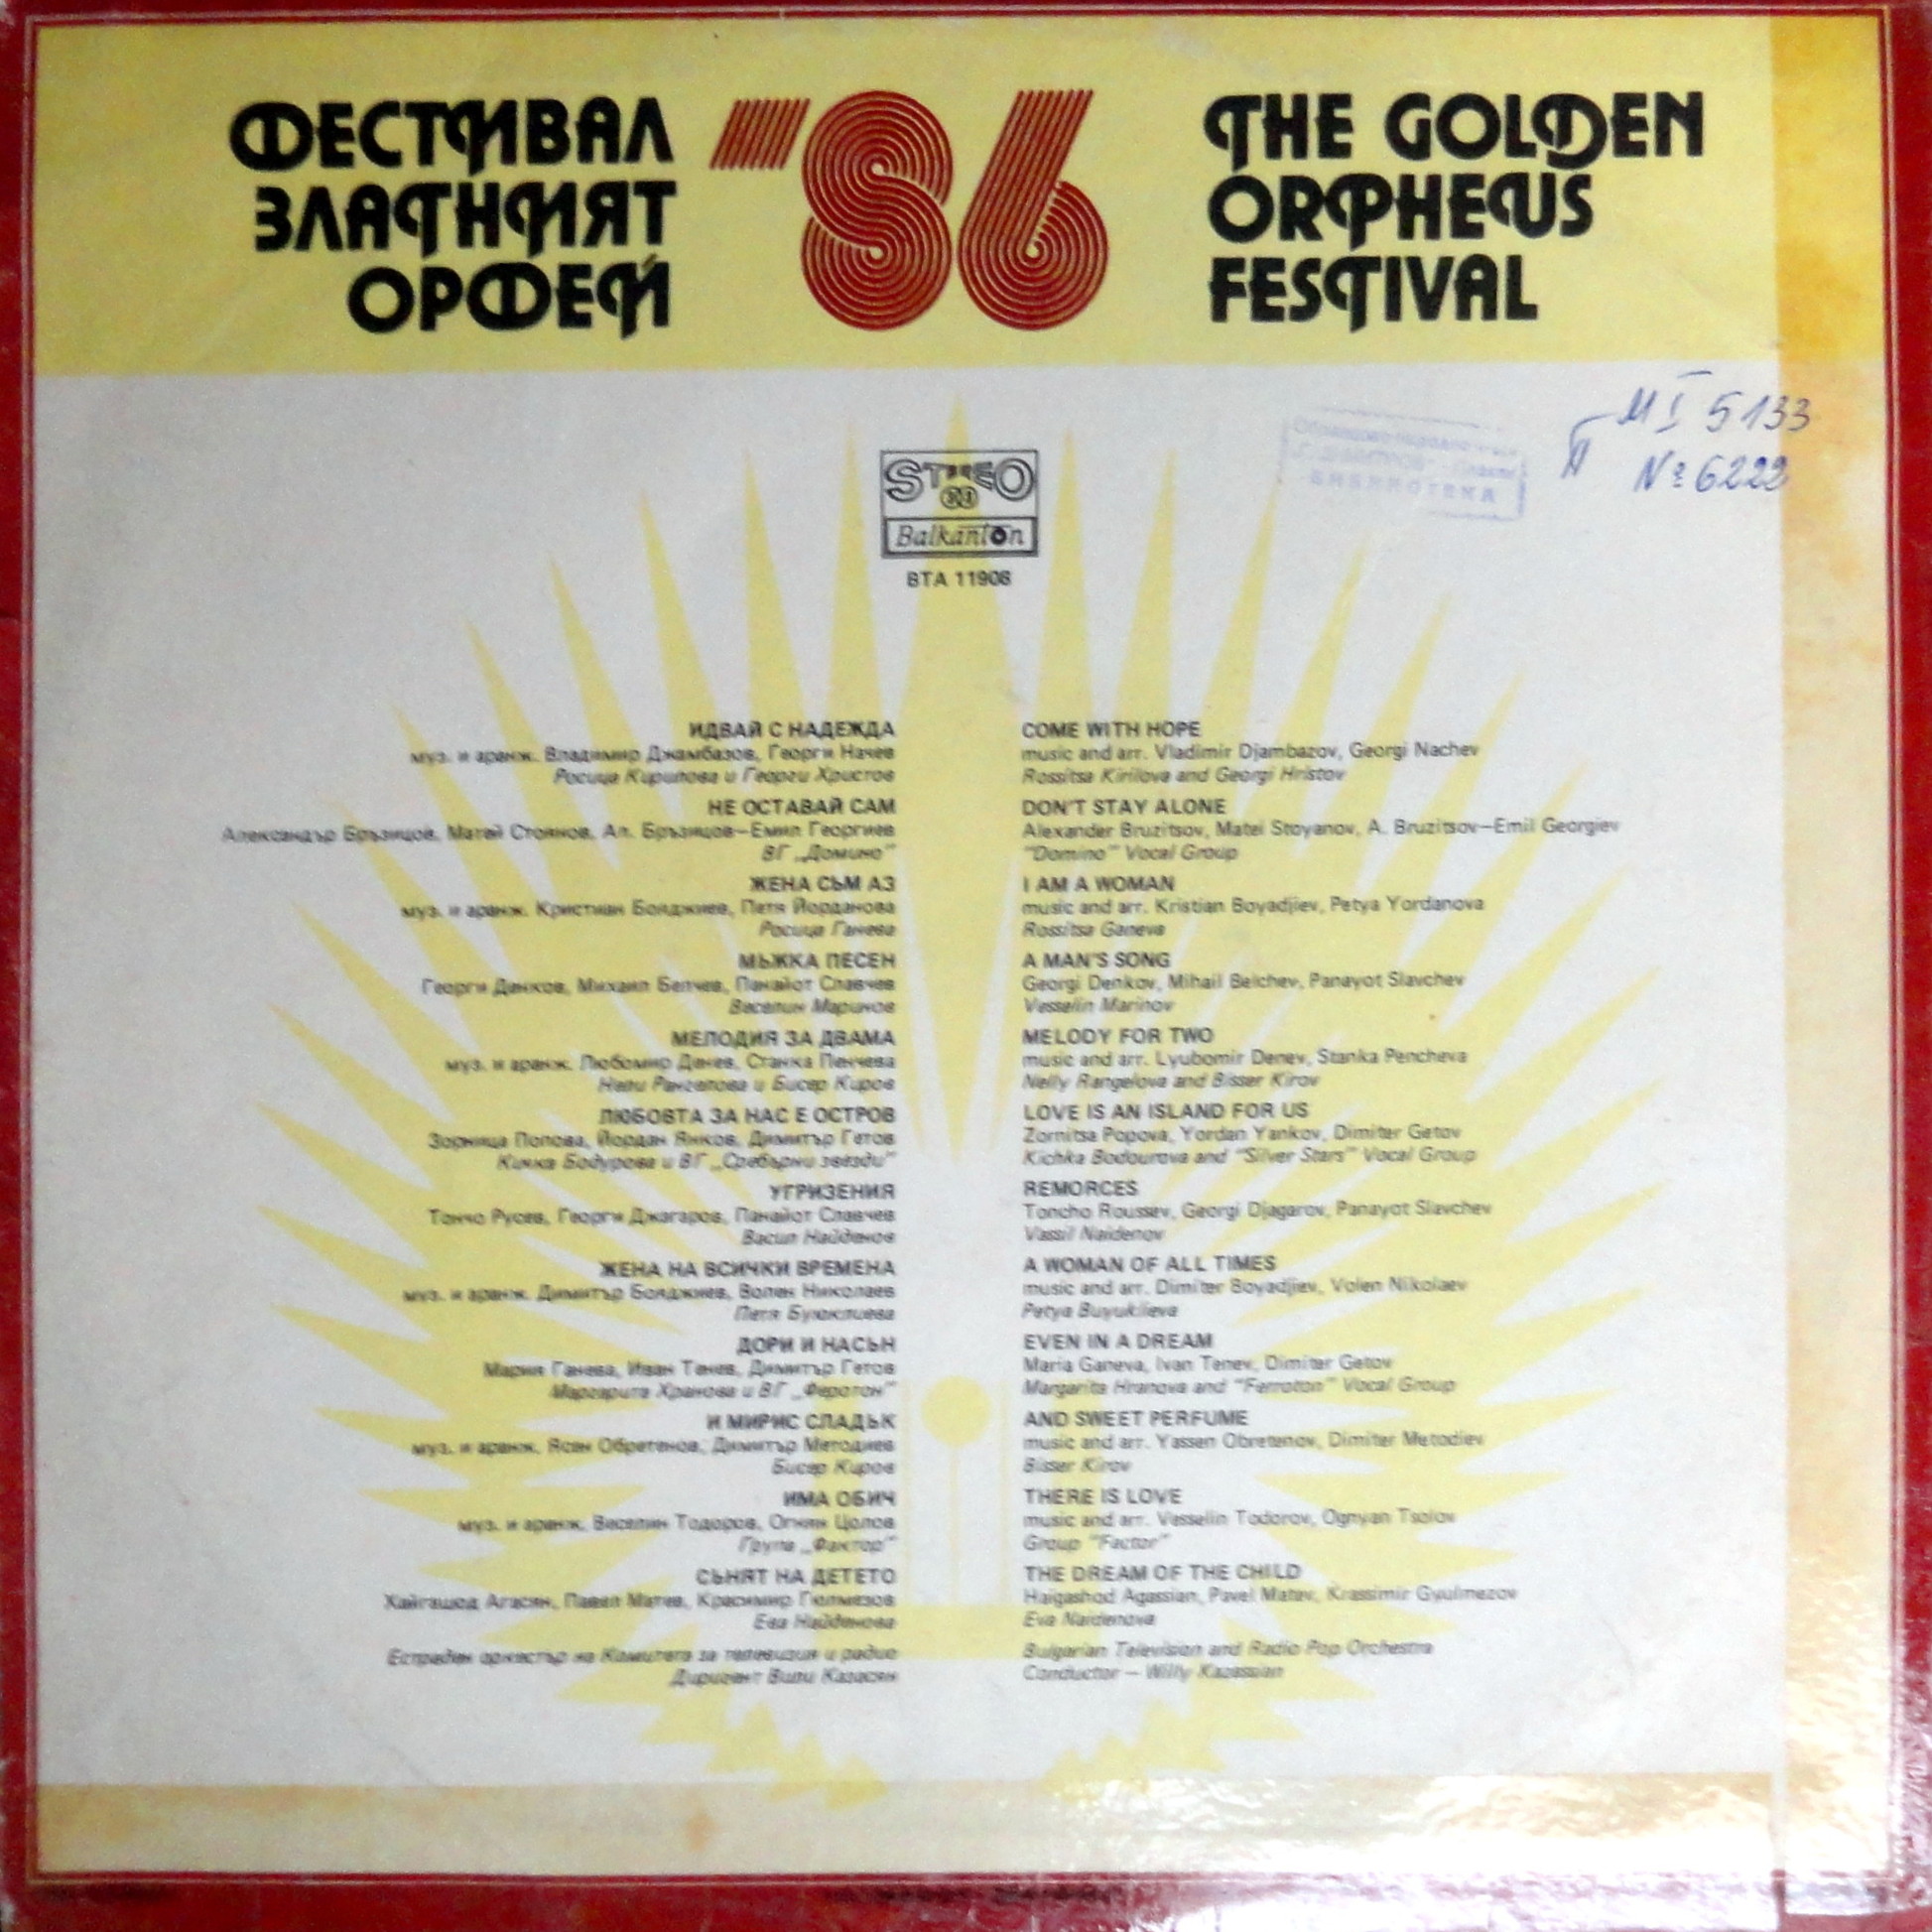 ФЕСТИВАЛ
ЗЛАТНИЯТ
ОРФЕЙ
'86
THE GOLDEN
ORPHEUS
FESTIVAL
МІ 5133
П № 6222
БИБЛИОТЕКА
STEREO
Balkanton
ВТА 11908
ИДВАЙ С НАДЕЖДА
муз. и аранж. Владимир Джамбазов, Георги Начев
Росица Кирилова и Георги Христов
НЕ ОСТАВАЙ САМ
Александър Бръзицов, Матей Стоянов, Ал. Бръзицов—Емил Георгиев
ВГ „Домино"
ЖЕНА СЪМ АЗ
муз. и аранж. Кристиан Бояджиев, Петя Йорданова
Росица Ганева
МЪЖКА ПЕСЕН
Георги Денков, Михаил Белчев, Панайот Славчев
Веселин Маринов
МЕЛОДИЯ ЗА ДВАМА
муз. и аранж. Любомир Денев, Станка Пенчева
Нели Рангелова и Бисер Киров
ЛЮБОВТА ЗА НАС Е ОСТРОВ
Зорница Попова, Йордан Янков, Димитър Гетов
Кичка Бодурова и ВГ „Сребърни звезди"
УГРИЗЕНИЯ
Тончо Русев, Георги Джагаров, Панайот Славчев
Васил Найденов
ЖЕНА НА ВСИЧКИ ВРЕМЕНА
муз. и аранж. Димитър Бояджиев, Волен Николаев
Петя Буюклиева
ДОРИ И НАСЪН
Мария Ганева, Иван Тенев, Димитър Гетов
Маргарита Хранова и ВГ „Феротон"
И МИРИС СЛАДЪК
муз. и аранж. Ясен Обретенов, Димитър Методиев
Бисер Киров
ИМА ОБИЧ
муз. и аранж. Веселин Тодоров, Огнян Цолов
Група „Фактор"
СЪНЯТ НА ДЕТЕТО
Хайгашод Агасян, Павел Матев, Красимир Гюлмезов
Ева Найденова
Естраден оркестър на Комитета за телевизия и радио
Диригент Вили Казасян
COME WITH HOPE
music and arr. Vladimir Djambazov, Georgi Nachev
Rossitsa Kirilova and Georgi Hristov
DON'T STAY ALONE
Alexander Bruzitsov, Matei Stoyanov, A. Bruzitsov—Emil Georgiev
"Domino" Vocal Group
I AM A WOMAN
music and arr. Kristian Boyadjiev, Petya Yordanova
Rossitsa Ganeva
A MAN'S SONG
Georgi Denkov, Mihail Belchev, Panayot Slavchev
Vesselin Marinov
MELODY FOR TWO
music and arr. Lyubomir Denev, Stanka Pencheva
Nelly Rangelova and Bisser Kirov
LOVE IS AN ISLAND FOR US
Zornitsa Popova, Yordan Yankov, Dimiter Getov
Kichka Bodourova and "Silver Stars" Vocal Group
REMORCES
Toncho Roussev, Georgi Djagarov, Panayot Slavchev
Vassil Naidenov
A WOMAN OF ALL TIMES
music and arr. Dimiter Boyadjiev, Volen Nikolaev
Petya Buyuklieva
EVEN IN A DREAM
Maria Ganeva, Ivan Tenev, Dimiter Getov
Margarita Hranova and "Ferroton" Vocal Group
AND SWEET PERFUME
music and arr. Yassen Obretenov, Dimiter Metodiev
Bisser Kirov
THERE IS LOVE
music and arr. Vesselin Todorov, Ognyan Tsolov
Group "Factor"
THE DREAM OF THE CHILD
Haigashod Agassian, Pavel Matev, Krassimir Gyulmezov
Eva Naidenova
Bulgarian Television and Radio Pop Orchestra
Conductor — Willy Kazassian